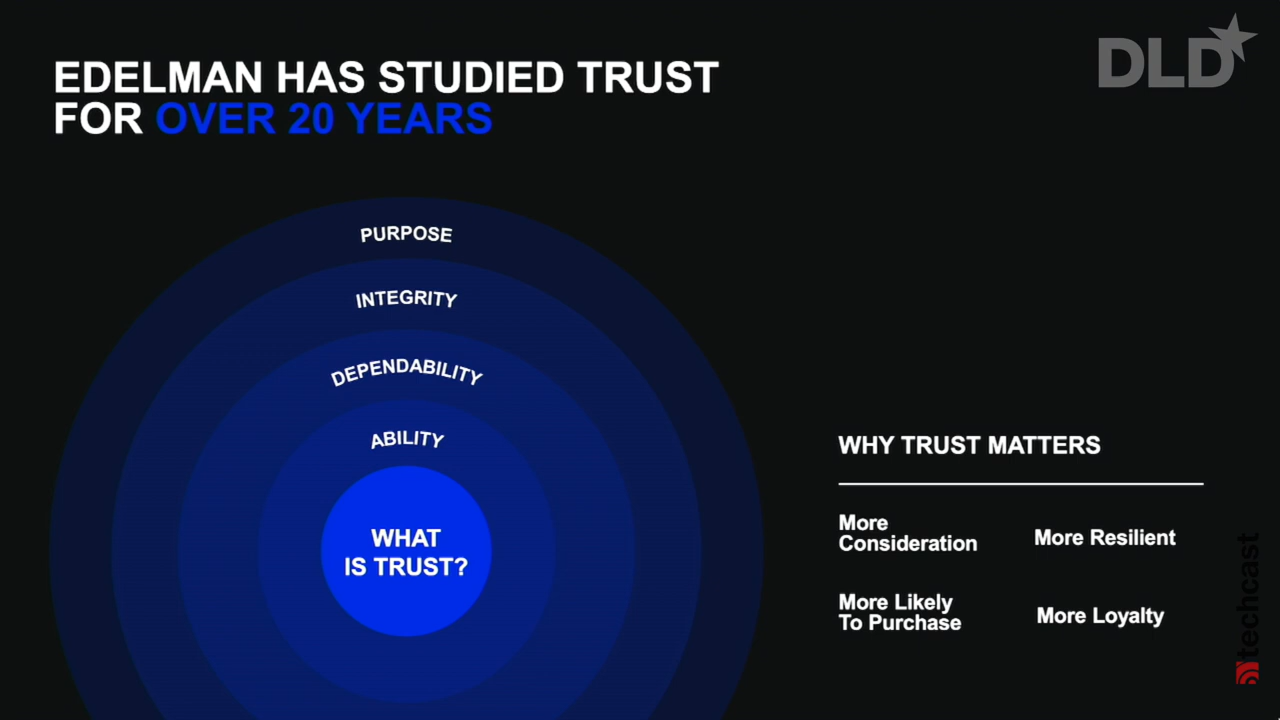 EDELMAN HAS STUDIED TRUST
FOR OVER 20 YEARS
DLD
PURPOSE
INTEGRITY
DEPENDABILITY
ABILITY
WHAT
IS TRUST?
WHY TRUST MATTERS
More
Consideration
More Resilient
More Likely
To Purchase
More Loyalty
techcast